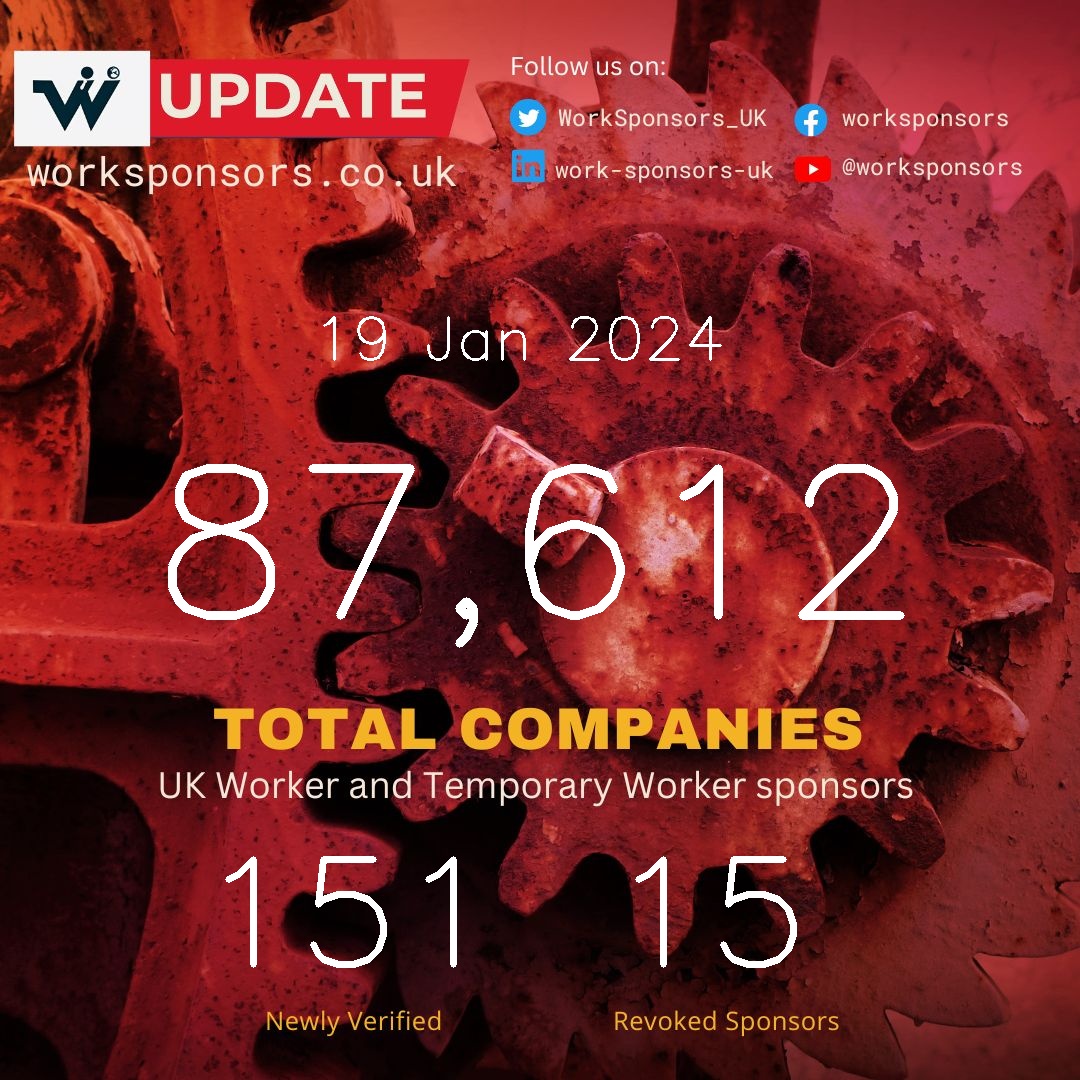 UPDATE
worksponsors.co.uk
Follow us on:
WorkSponsors_UK
worksponsors
work-sponsors-uk
@worksponsors
19 Jan 2024
87,612
TOTAL COMPANIES
UK Worker and Temporary Worker sponsors
151 15
Newly Verified Revoked Sponsors